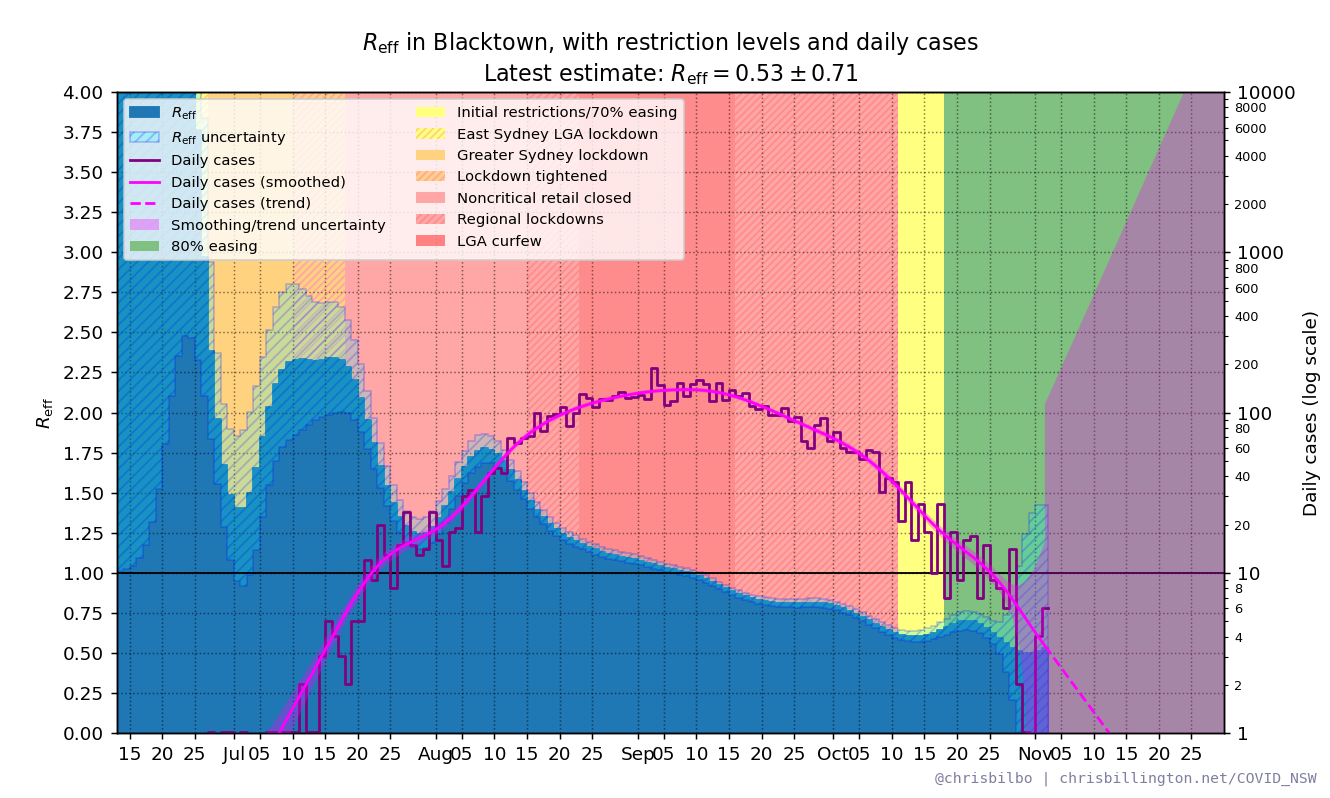 Reff in Blacktown, with restriction levels and daily cases
Latest estimate: Reff = 0.53 ± 0.71
Reff
Reff uncertainty
Daily cases
Daily cases (smoothed)
Daily cases (trend)
Smoothing/trend uncertainty
80% easing
Initial restrictions/70% easing
East Sydney LGA lockdown
Greater Sydney lockdown
Lockdown tightened
Noncritical retail closed
Regional lockdowns
LGA curfew
4.00
3.75
3.50
3.25
3.00
2.75
2.50
2.25
2.00
1.75
1.50
1.25
1.00
0.75
0.50
0.25
0.00
Reff
10000
8000
6000
4000
2000
1000
800
600
400
200
100
80
60
40
20
10
8
6
4
2
1
Daily cases (log scale)
15 20 25 Jul 05 10 15 20 25 Aug 05 10 15 20 25 Sep 05 10 15 20 25 Oct 05 10 15 20 25 Nov 05 10 15 20 25
@chrisbilbo | chrisbillington.net/COVID_NSW